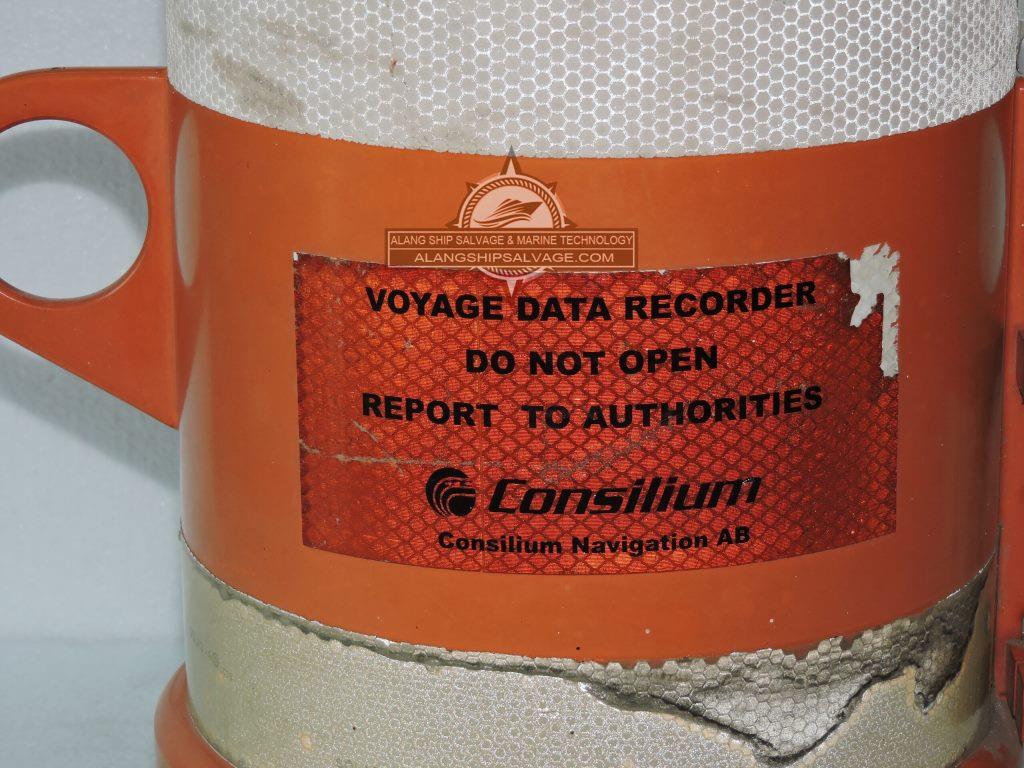 ALANG SHIP SALVAGE & MARINE TECHNOLOGY
ALANGSHIPSALVAGE.COM
VOYAGE DATA RECORDER
DO NOT OPEN
REPORT TO AUTHORITIES
Consilium
Consilium Navigation AB